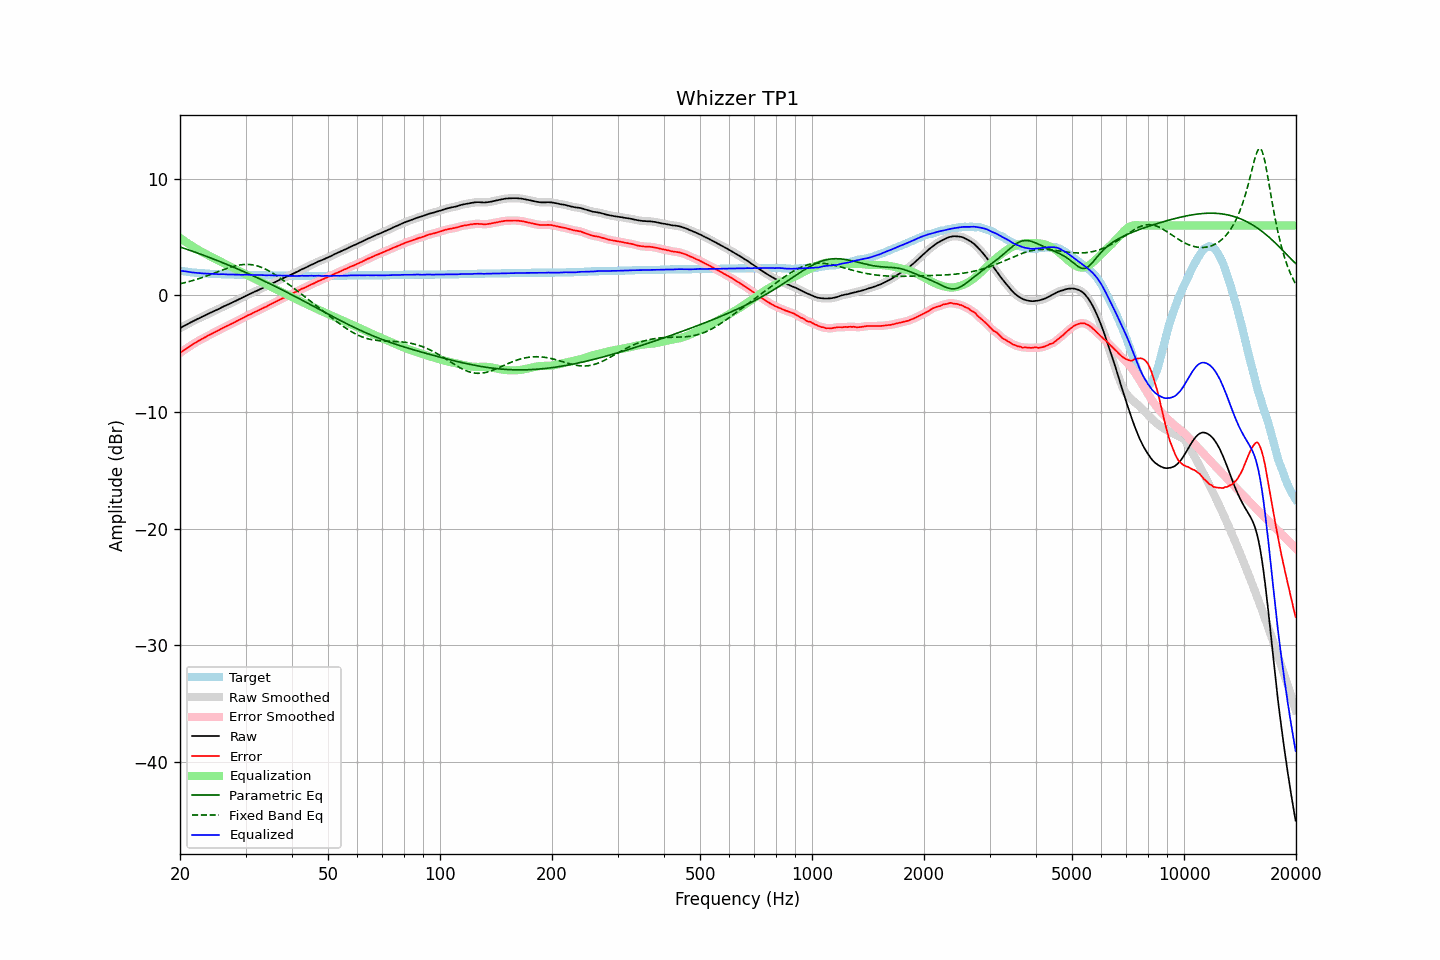 Whizzer TP1
Amplitude (dBr)
10
0
−10
−20
−30
−40
Target
Raw Smoothed
Error Smoothed
Raw
Error
Equalization
Parametric Eq
Fixed Band Eq
Equalized
20 50 100 200 500 1000 2000 5000 10000 20000
Frequency (Hz)